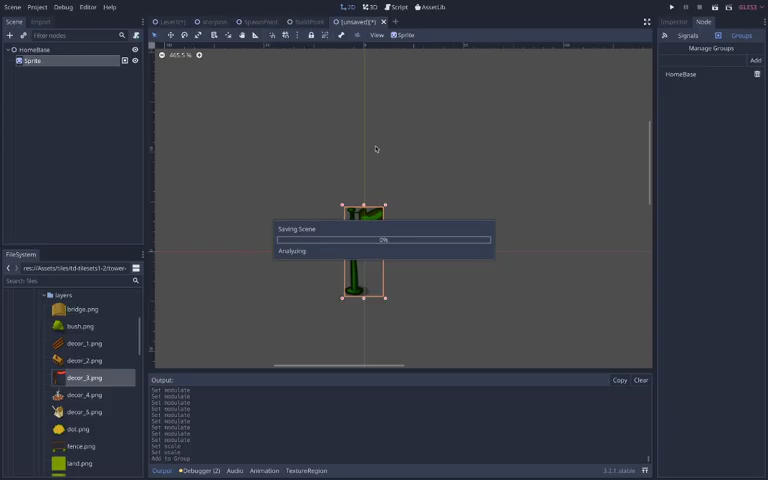 Scene Project Debug Editor Help
2D 3D Script AssetLib
GLES3
Scene Import
Level1(*) SpawnPoint BuildPoint [unsaved](*)
Inspector Node
Filter nodes
View Sprite
Signals Groups
HomeBase
Manage Groups
Sprite
465.5 %
Add
HomeBase
Saving Scene
0%
Analyzing
FileSystem
res://Assets/tiles/td-tilesets1-2/tower-
Search files
layers
bridge.png
bush.png
decor_1.png
decor_2.png
decor_3.png
decor_4.png
decor_5.png
dot.png
fence.png
land.png
Output:
Copy Clear
Set modulate
Set modulate
Set modulate
Set modulate
Set modulate
Set modulate
Set modulate
Set modulate
Set modulate
Set scale
Set scale
Add to Group
Output Debugger (2) Audio Animation TextureRegion
3.2.1.stable